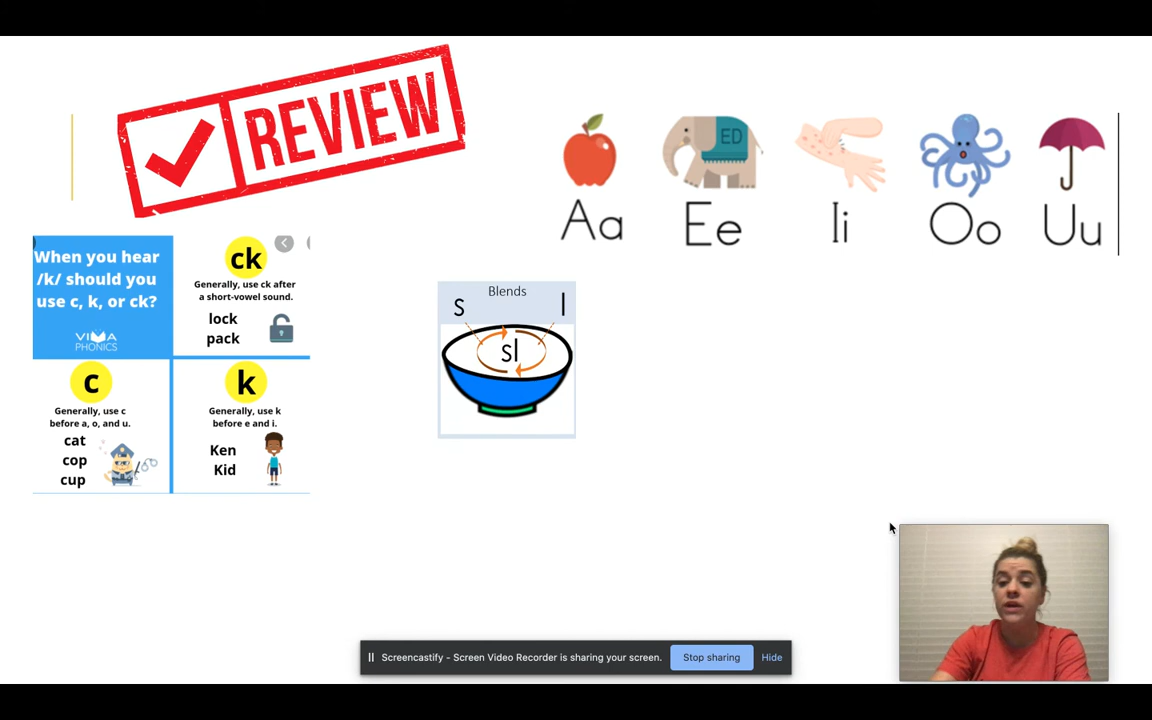 REVIEW
ED
Aa Ee Ii Oo Uu
When you hear
/k/ should you
use c, k, or ck?
VIMA
PHONICS
ck
Generally, use ck after
a short-vowel sound.
lock
pack
c
Generally, use c
before a, o, and u.
cat
cop
cup
k
Generally, use k
before e and i.
Ken
Kid
Blends
s l
sl
Screencastify - Screen Video Recorder is sharing your screen. Stop sharing Hide